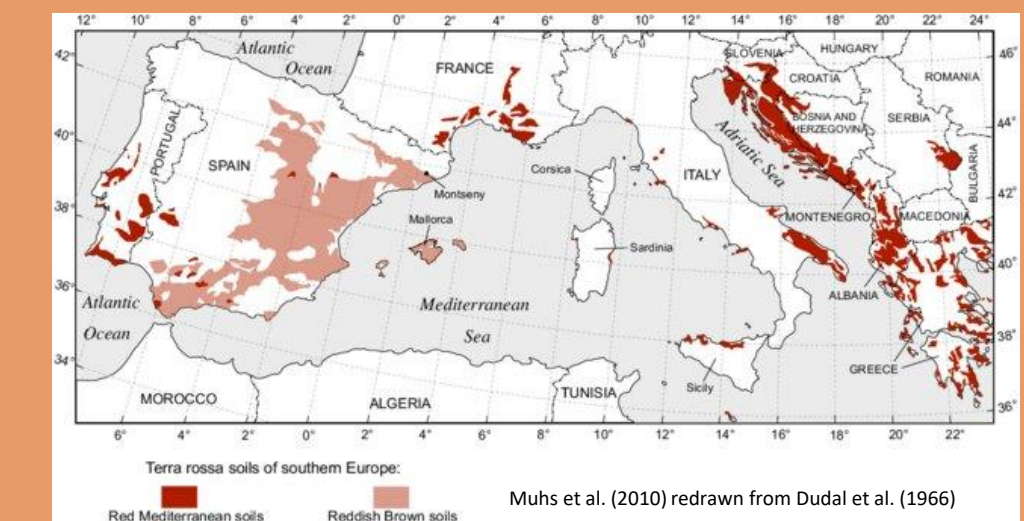 12° 10° 8° 6° 4° 2° 0° 2° 4° 6° 8° 10° 12° 14° 16° 18° 20° 22° 24°
42°
46°
Atlantic
Ocean
FRANCE
SLOVENIA
HUNGARY
CROATIA
ROMANIA
40°
PORTUGAL
BOSNIA AND
HERZEGOVINA
SERBIA
44°
SPAIN
Adriatic Sea
BULGARIA
Corsica
ITALY
Montseny
38°
42°
Mallorca
MONTENEGRO
MACEDONIA
Sardinia
40°
36°
Atlantic
Ocean
Mediterranean
Sea
ALBANIA
38°
34°
GREECE
Sicily
MOROCCO
ALGERIA
TUNISIA
36°
6° 4° 2° 0° 2° 4° 6° 8° 10° 12° 14° 16° 18° 20° 22°
Terra rossa soils of southern Europe:
Red Mediterranean soils
Reddish Brown soils
Muhs et al. (2010) redrawn from Dudal et al. (1966)